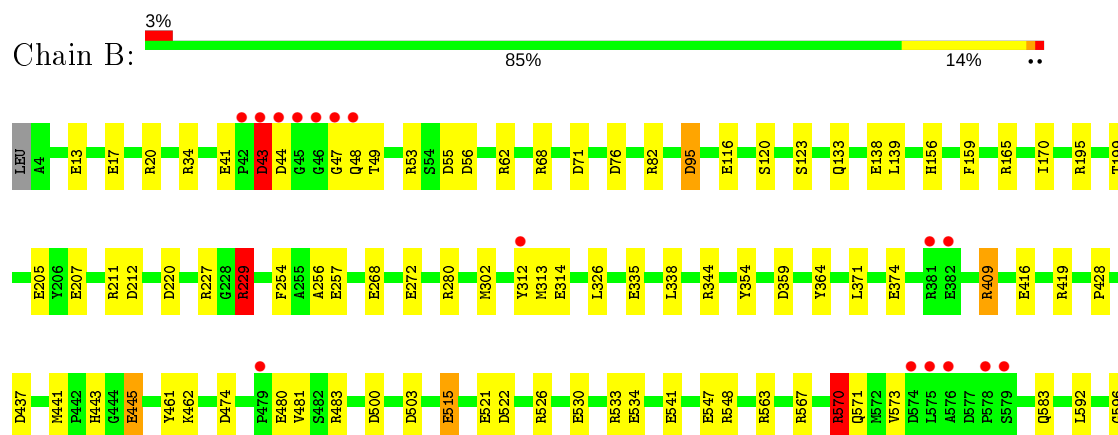 3%
Chain B:
85% 14% ••
LEU A4 E13 E17 R20 R34 E41 P42 D43 D44 G45 G46 G47 Q48 T49 R53 S54 D55 D56 R62 R68 D71 D76 R82 D95 E116 S120 S123 Q133 E138 L139 H156 F159 R165 I170 R195
E205 Y206 E207 R211 D212 D220 R227 G228 R229 F254 A255 A256 E257 E268 E272 R280 M302 Y312 M313 E314 L326 E335 L338 R344 Y354 D359 Y364 L371 E374 R381 E382 R409 E416 R419 P428
D437 M441 P442 H443 G444 E445 Y461 K462 D474 P479 E480 V481 S482 R483 D500 D503 E515 E521 D522 R526 E530 R533 E534 E541 E547 R548 R563 R567 R570 Q571 M572 V573 D574 L575 A576 D577 P578 S579 Q583 L592